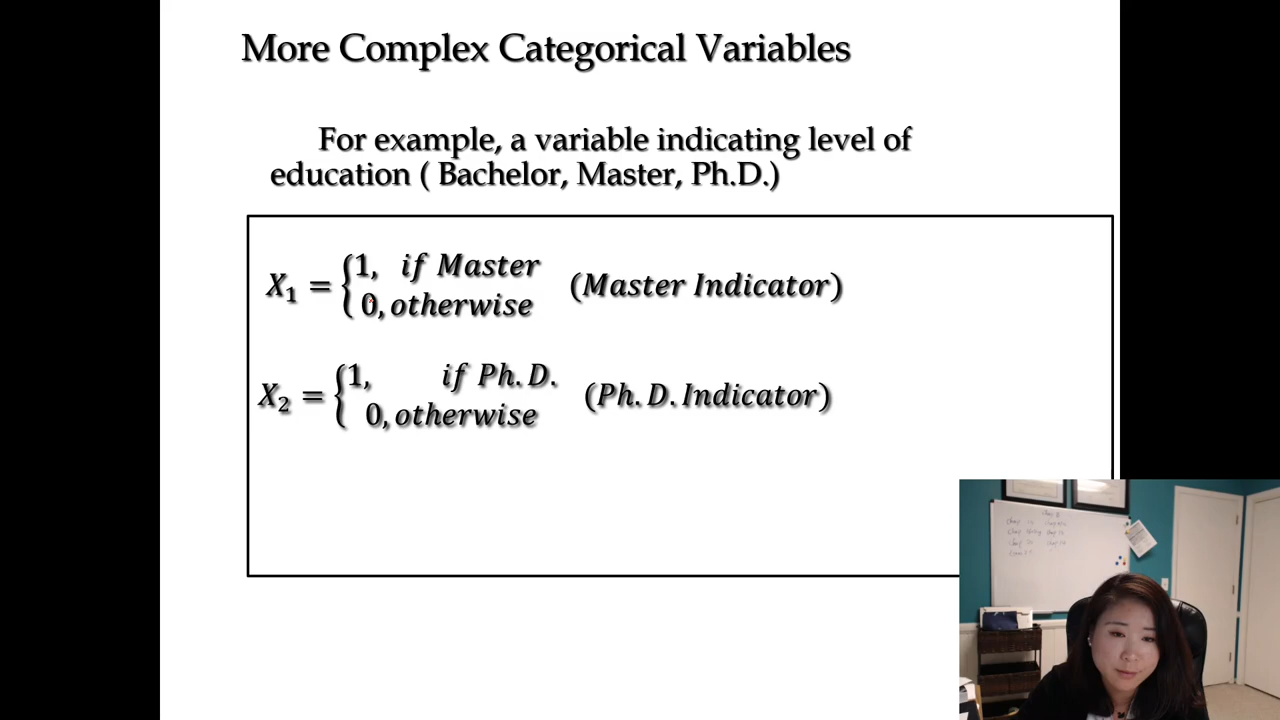 More Complex Categorical Variables
For example, a variable indicating level of
education ( Bachelor, Master, Ph.D.)
X₁ = {1, if Master
0, otherwise (Master Indicator)
X₂ = {1, if Ph. D.
0, otherwise (Ph. D. Indicator)